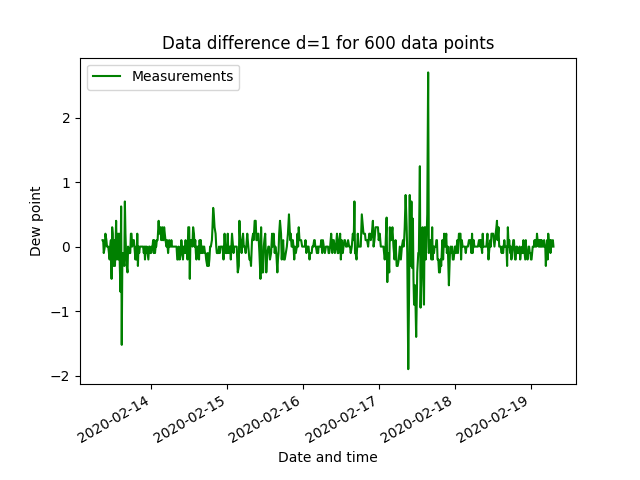 Data difference d=1 for 600 data points
Measurements
Dew point
2
1
0
−1
−2
2020-02-14
2020-02-15
2020-02-16
2020-02-17
2020-02-18
2020-02-19
Date and time